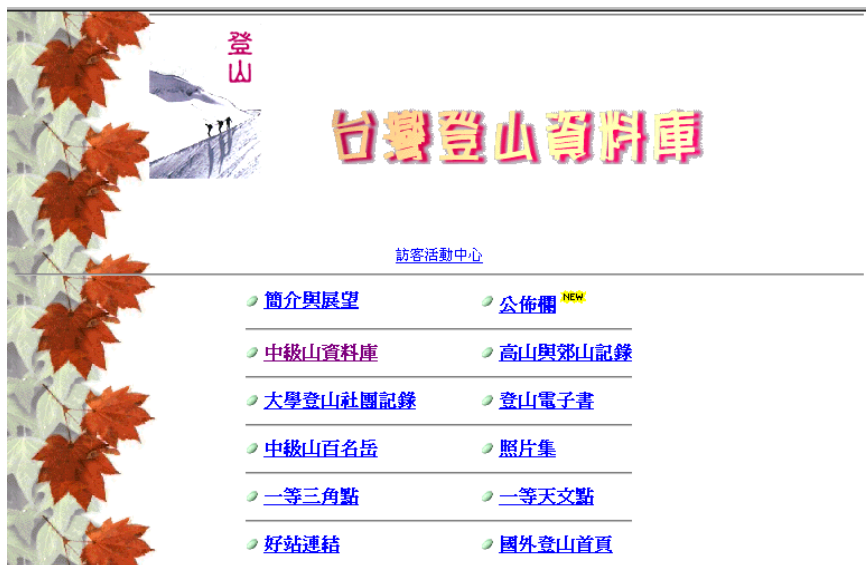 登
山
台灣登山資料庫
訪客活動中心
簡介與展望
公佈欄 NEW
中級山資料庫
高山與郊山記錄
大學登山社團記錄
登山電子書
中級山百名岳
照片集
一等三角點
一等天文點
好站連結
國外登山首頁